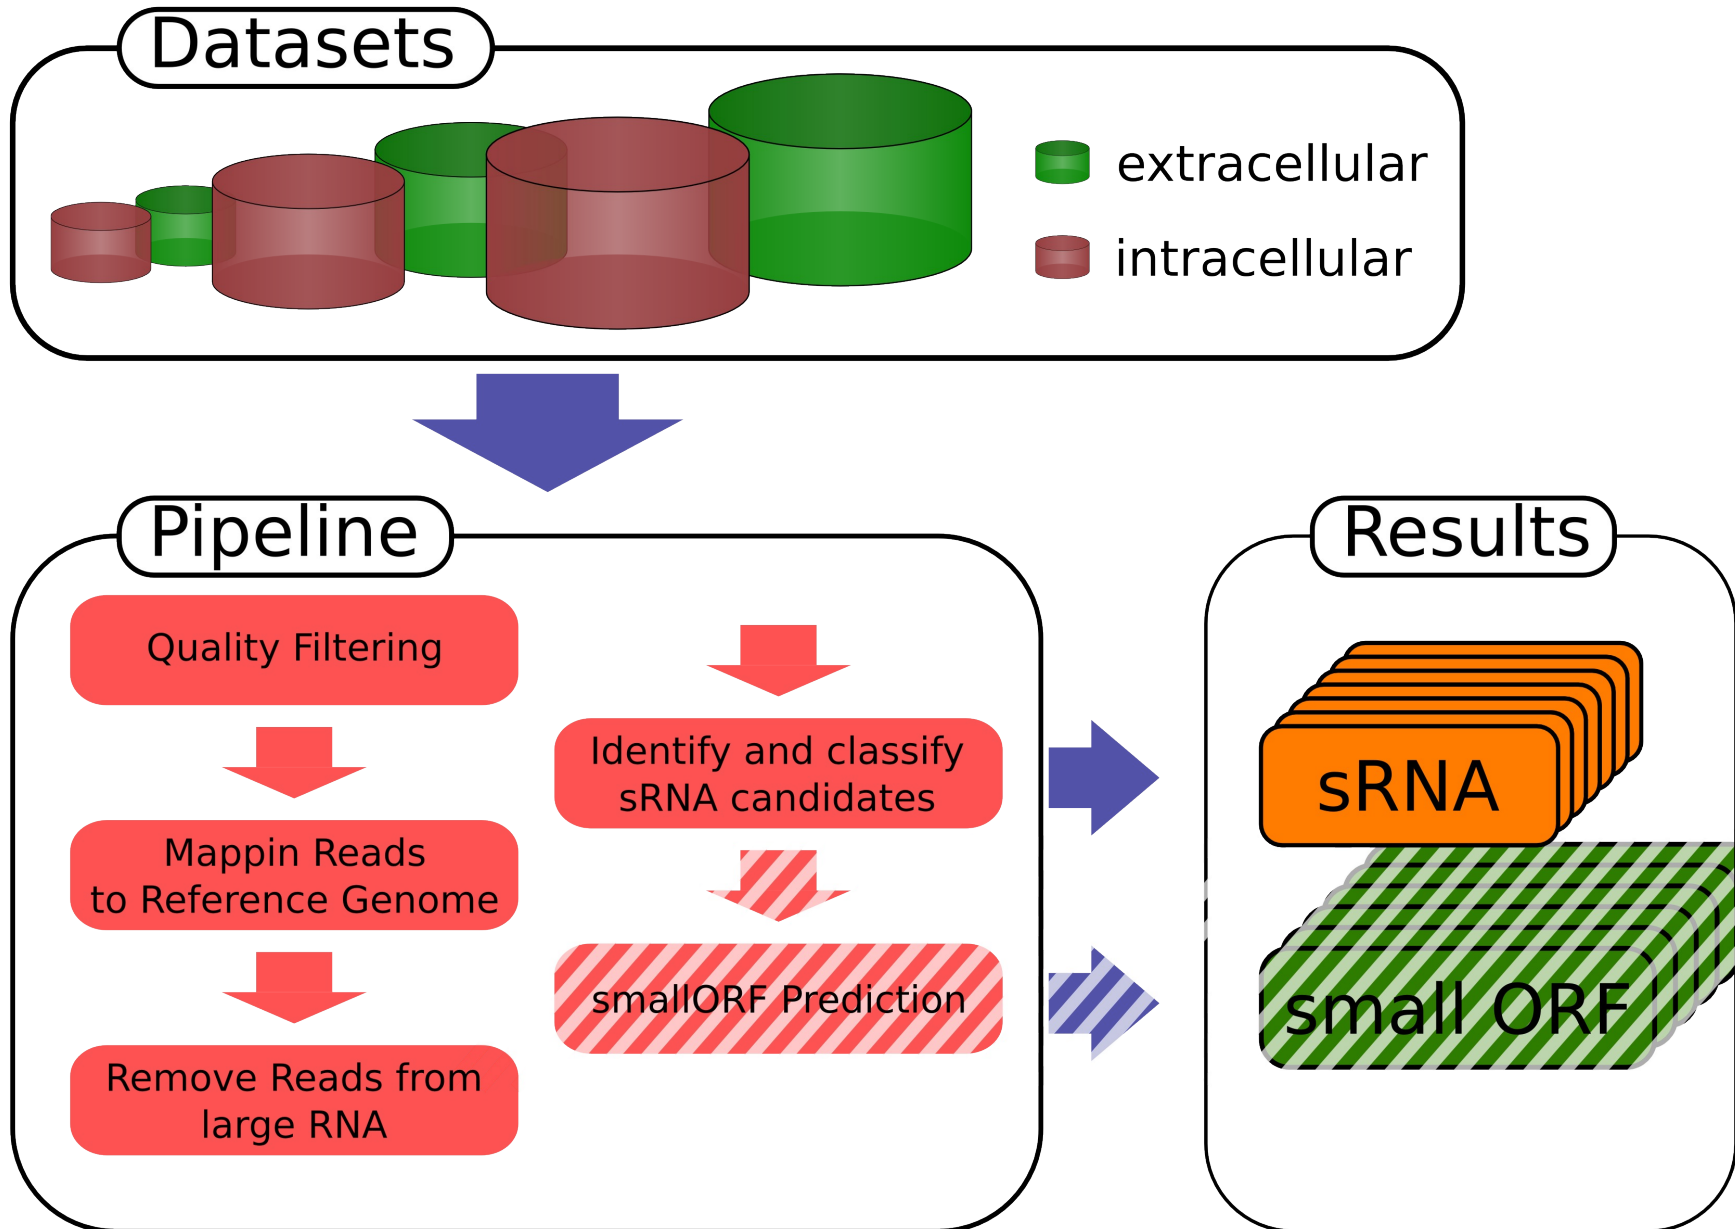 Datasets
extracellular
intracellular
Pipeline
Quality Filtering
Mappin Reads
to Reference Genome
Remove Reads from
large RNA
Identify and classify
sRNA candidates
smallORF Prediction
Results
sRNA
small ORF